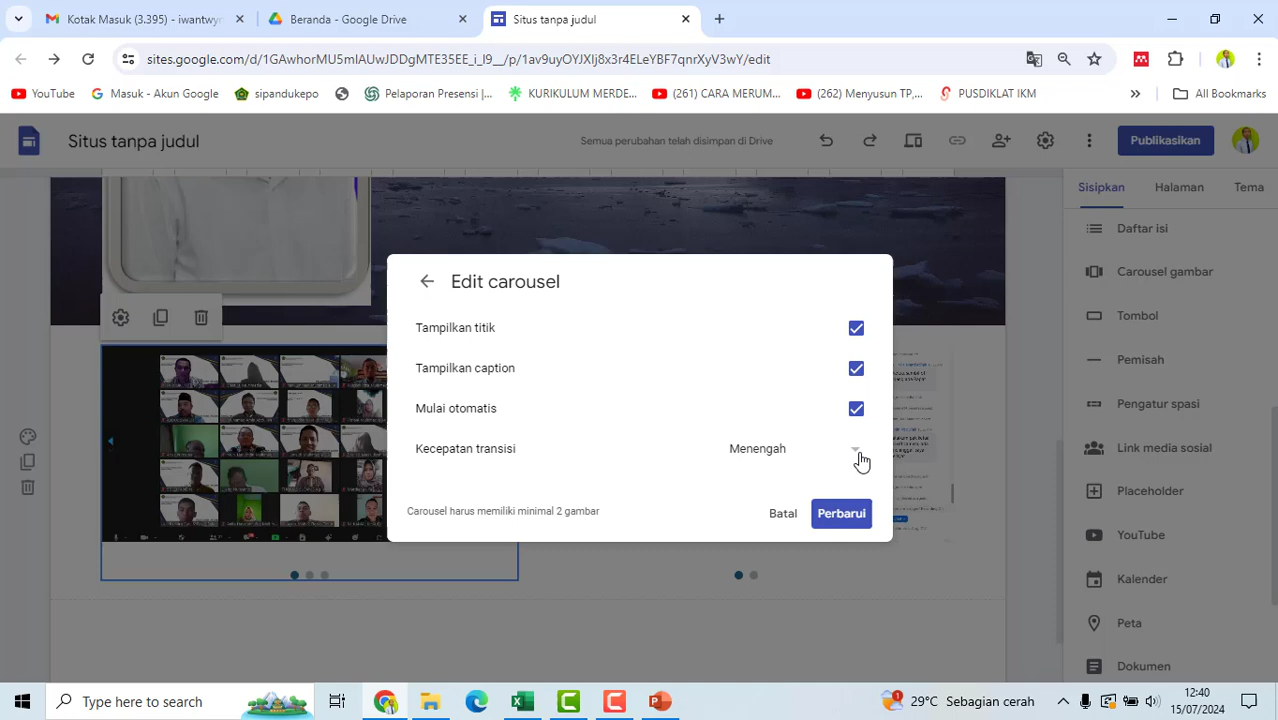 Kotak Masuk (3.395) - iwantwyn
Beranda - Google Drive
Situs tanpa judul
sites.google.com/d/1GAwhorMU5mIAUwJDDgMTE35EE_i_I9__/p/1av9uyOYJXIj8x3r4ELeYBF7qnrXyV3wY/edit
YouTube
Masuk - Akun Google
sipandukepo
Pelaporan Presensi |...
KURIKULUM MERDE...
(261) CARA MERUM...
(262) Menyusun TP,...
PUSDIKLAT IKM
All Bookmarks
Situs tanpa judul
Semua perubahan telah disimpan di Drive
Publikasikan
Sisipkan
Halaman
Tema
Daftar isi
Carousel gambar
Tombol
Pemisah
Pengatur spasi
Link media sosial
Placeholder
YouTube
Kalender
Peta
Dokumen
Edit carousel
Tampilkan titik
Tampilkan caption
Mulai otomatis
Kecepatan transisi
Menengah
Carousel harus memiliki minimal 2 gambar
Batal
Perbarui
Type here to search
1
29°C Sebagian cerah
12:40
15/07/2024